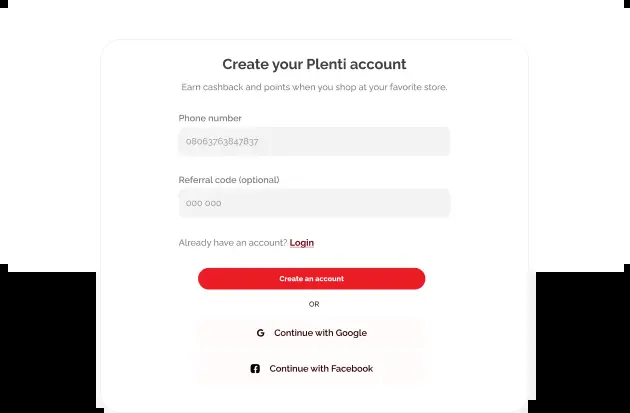 Create your Plenti account
Earn cashback and points when you shop at your favorite store.
Phone number
08063763847837
Referral code (optional)
000 000
Already have an account? Login
Create an account
OR
Continue with Google
Continue with Facebook